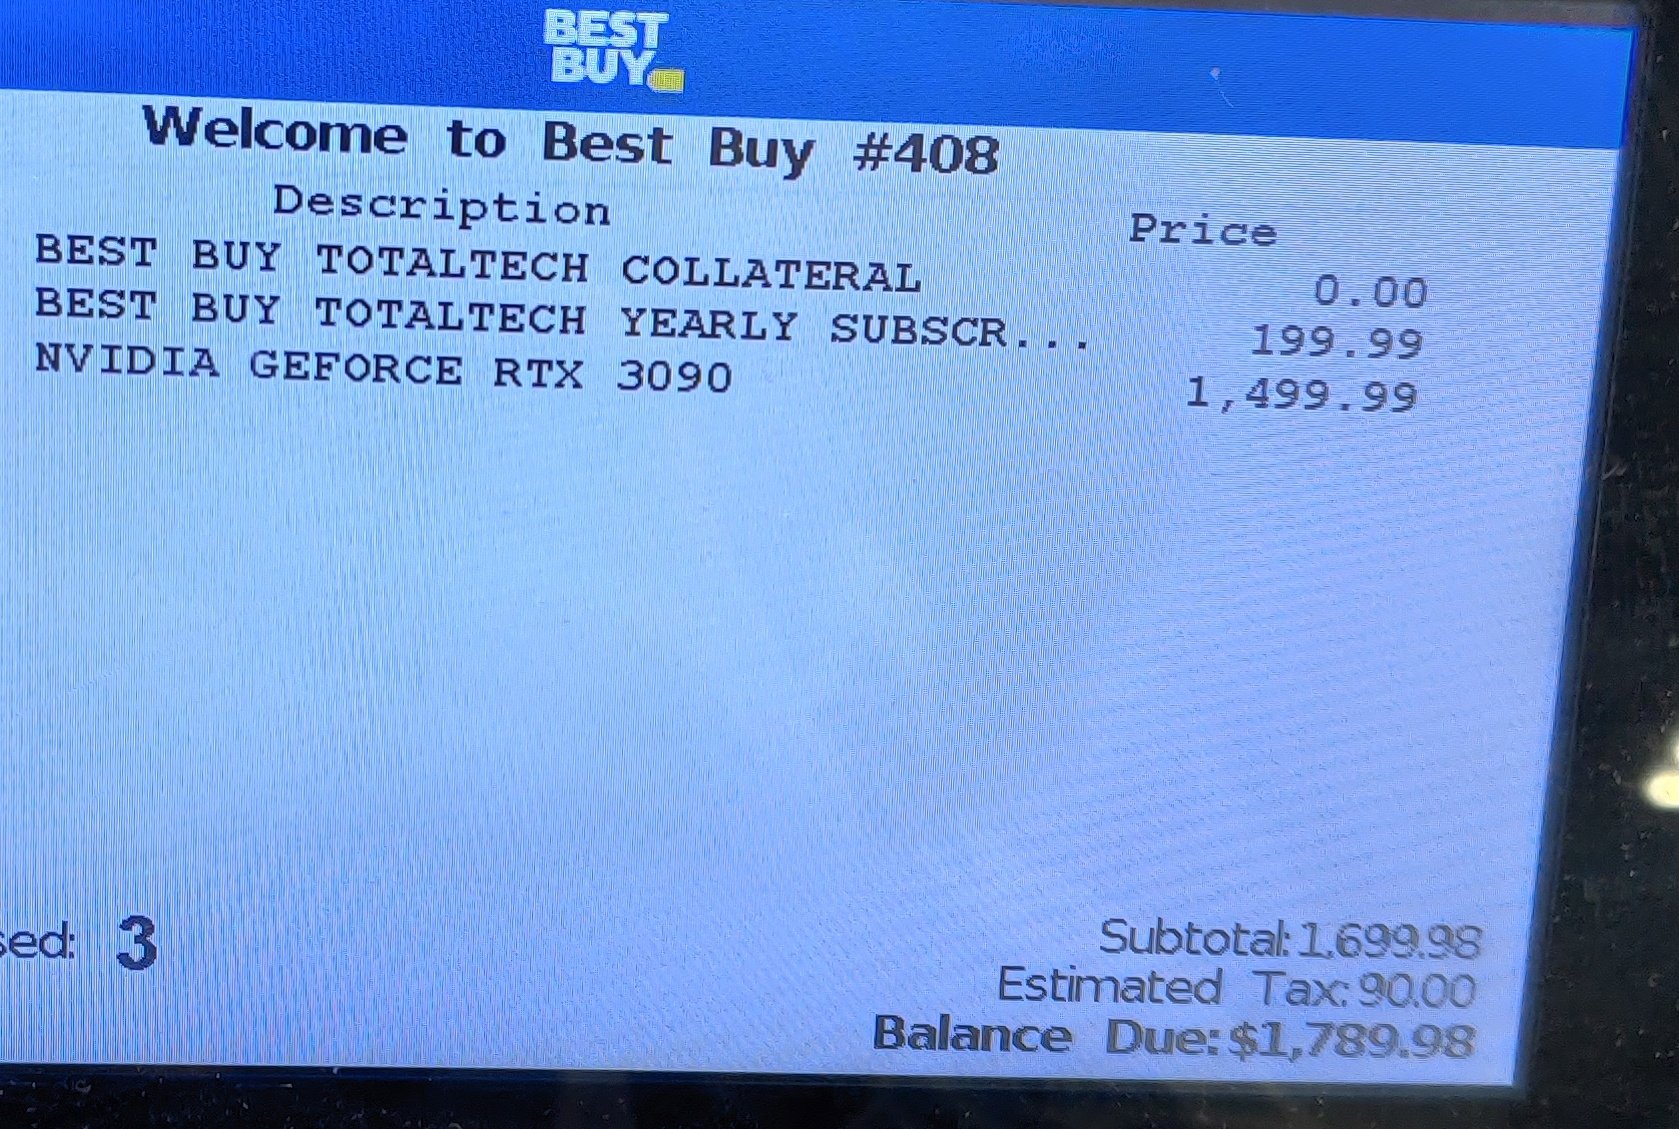 BEST
BUY
Welcome to Best Buy #408
Description Price
BEST BUY TOTALTECH COLLATERAL 0.00
BEST BUY TOTALTECH YEARLY SUBSCR... 199.99
NVIDIA GEFORCE RTX 3090 1,499.99
sed: 3
Subtotal: 1,699.98
Estimated Tax: 90.00
Balance Due: $1,789.98